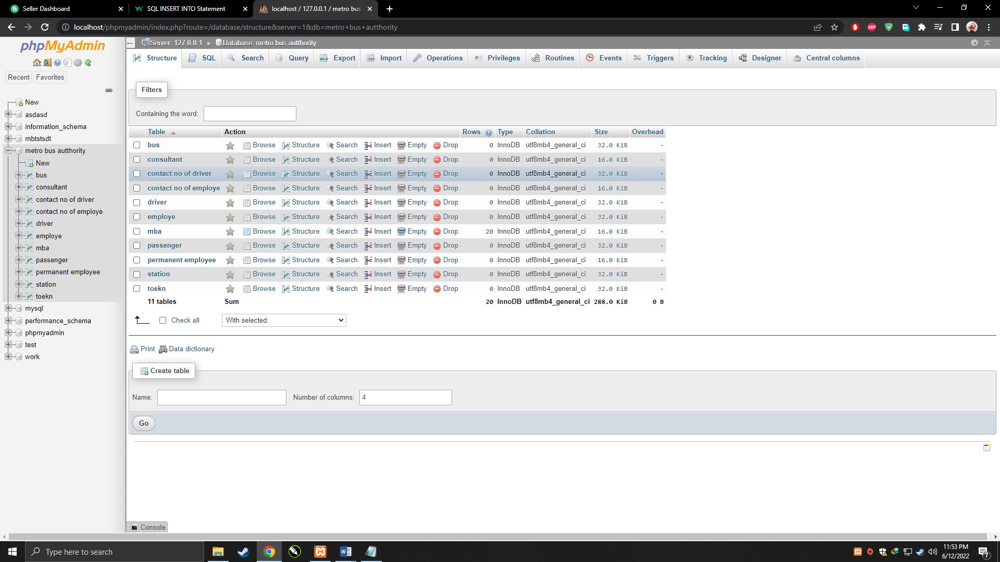 Seller Dashboard
SQL INSERT INTO Statement
localhost / 127.0.0.1 / metro bus
localhost/phpmyadmin/index.php?route=/database/structure&server=1&db=metro+bus+autthority
ABP
phpMyAdmin
Recent Favorites
New
asdasd
information_schema
mbtstsdt
metro bus autthority
New
bus
consultant
contact no of driver
contact no of employe
driver
employe
mba
passenger
permanent employee
station
toekn
mysql
performance_schema
phpmyadmin
test
work
Server: 127.0.0.1 » Database: metro bus autthority
Structure SQL Search Query Export Import Operations Privileges Routines Events Triggers Tracking Designer Central columns
Filters
Containing the word:
Table Action Rows Type Collation Size Overhead
bus Browse Structure Search Insert Empty Drop 0 InnoDB utf8mb4_general_ci 32.0 KiB -
consultant Browse Structure Search Insert Empty Drop 0 InnoDB utf8mb4_general_ci 16.0 KiB -
contact no of driver Browse Structure Search Insert Empty Drop 0 InnoDB utf8mb4_general_ci 32.0 KiB -
contact no of employe Browse Structure Search Insert Empty Drop 0 InnoDB utf8mb4_general_ci 16.0 KiB -
driver Browse Structure Search Insert Empty Drop 0 InnoDB utf8mb4_general_ci 32.0 KiB -
employe Browse Structure Search Insert Empty Drop 0 InnoDB utf8mb4_general_ci 32.0 KiB -
mba Browse Structure Search Insert Empty Drop 20 InnoDB utf8mb4_general_ci 16.0 KiB -
passenger Browse Structure Search Insert Empty Drop 0 InnoDB utf8mb4_general_ci 32.0 KiB -
permanent employee Browse Structure Search Insert Empty Drop 0 InnoDB utf8mb4_general_ci 16.0 KiB -
station Browse Structure Search Insert Empty Drop 0 InnoDB utf8mb4_general_ci 32.0 KiB -
toekn Browse Structure Search Insert Empty Drop 0 InnoDB utf8mb4_general_ci 32.0 KiB -
11 tables Sum 20 InnoDB utf8mb4_general_ci 288.0 KiB 0 B
Check all With selected:
Print Data dictionary
Create table
Name: Number of columns: 4
Go
Console
Type here to search
11:53 PM
6/12/2022
7